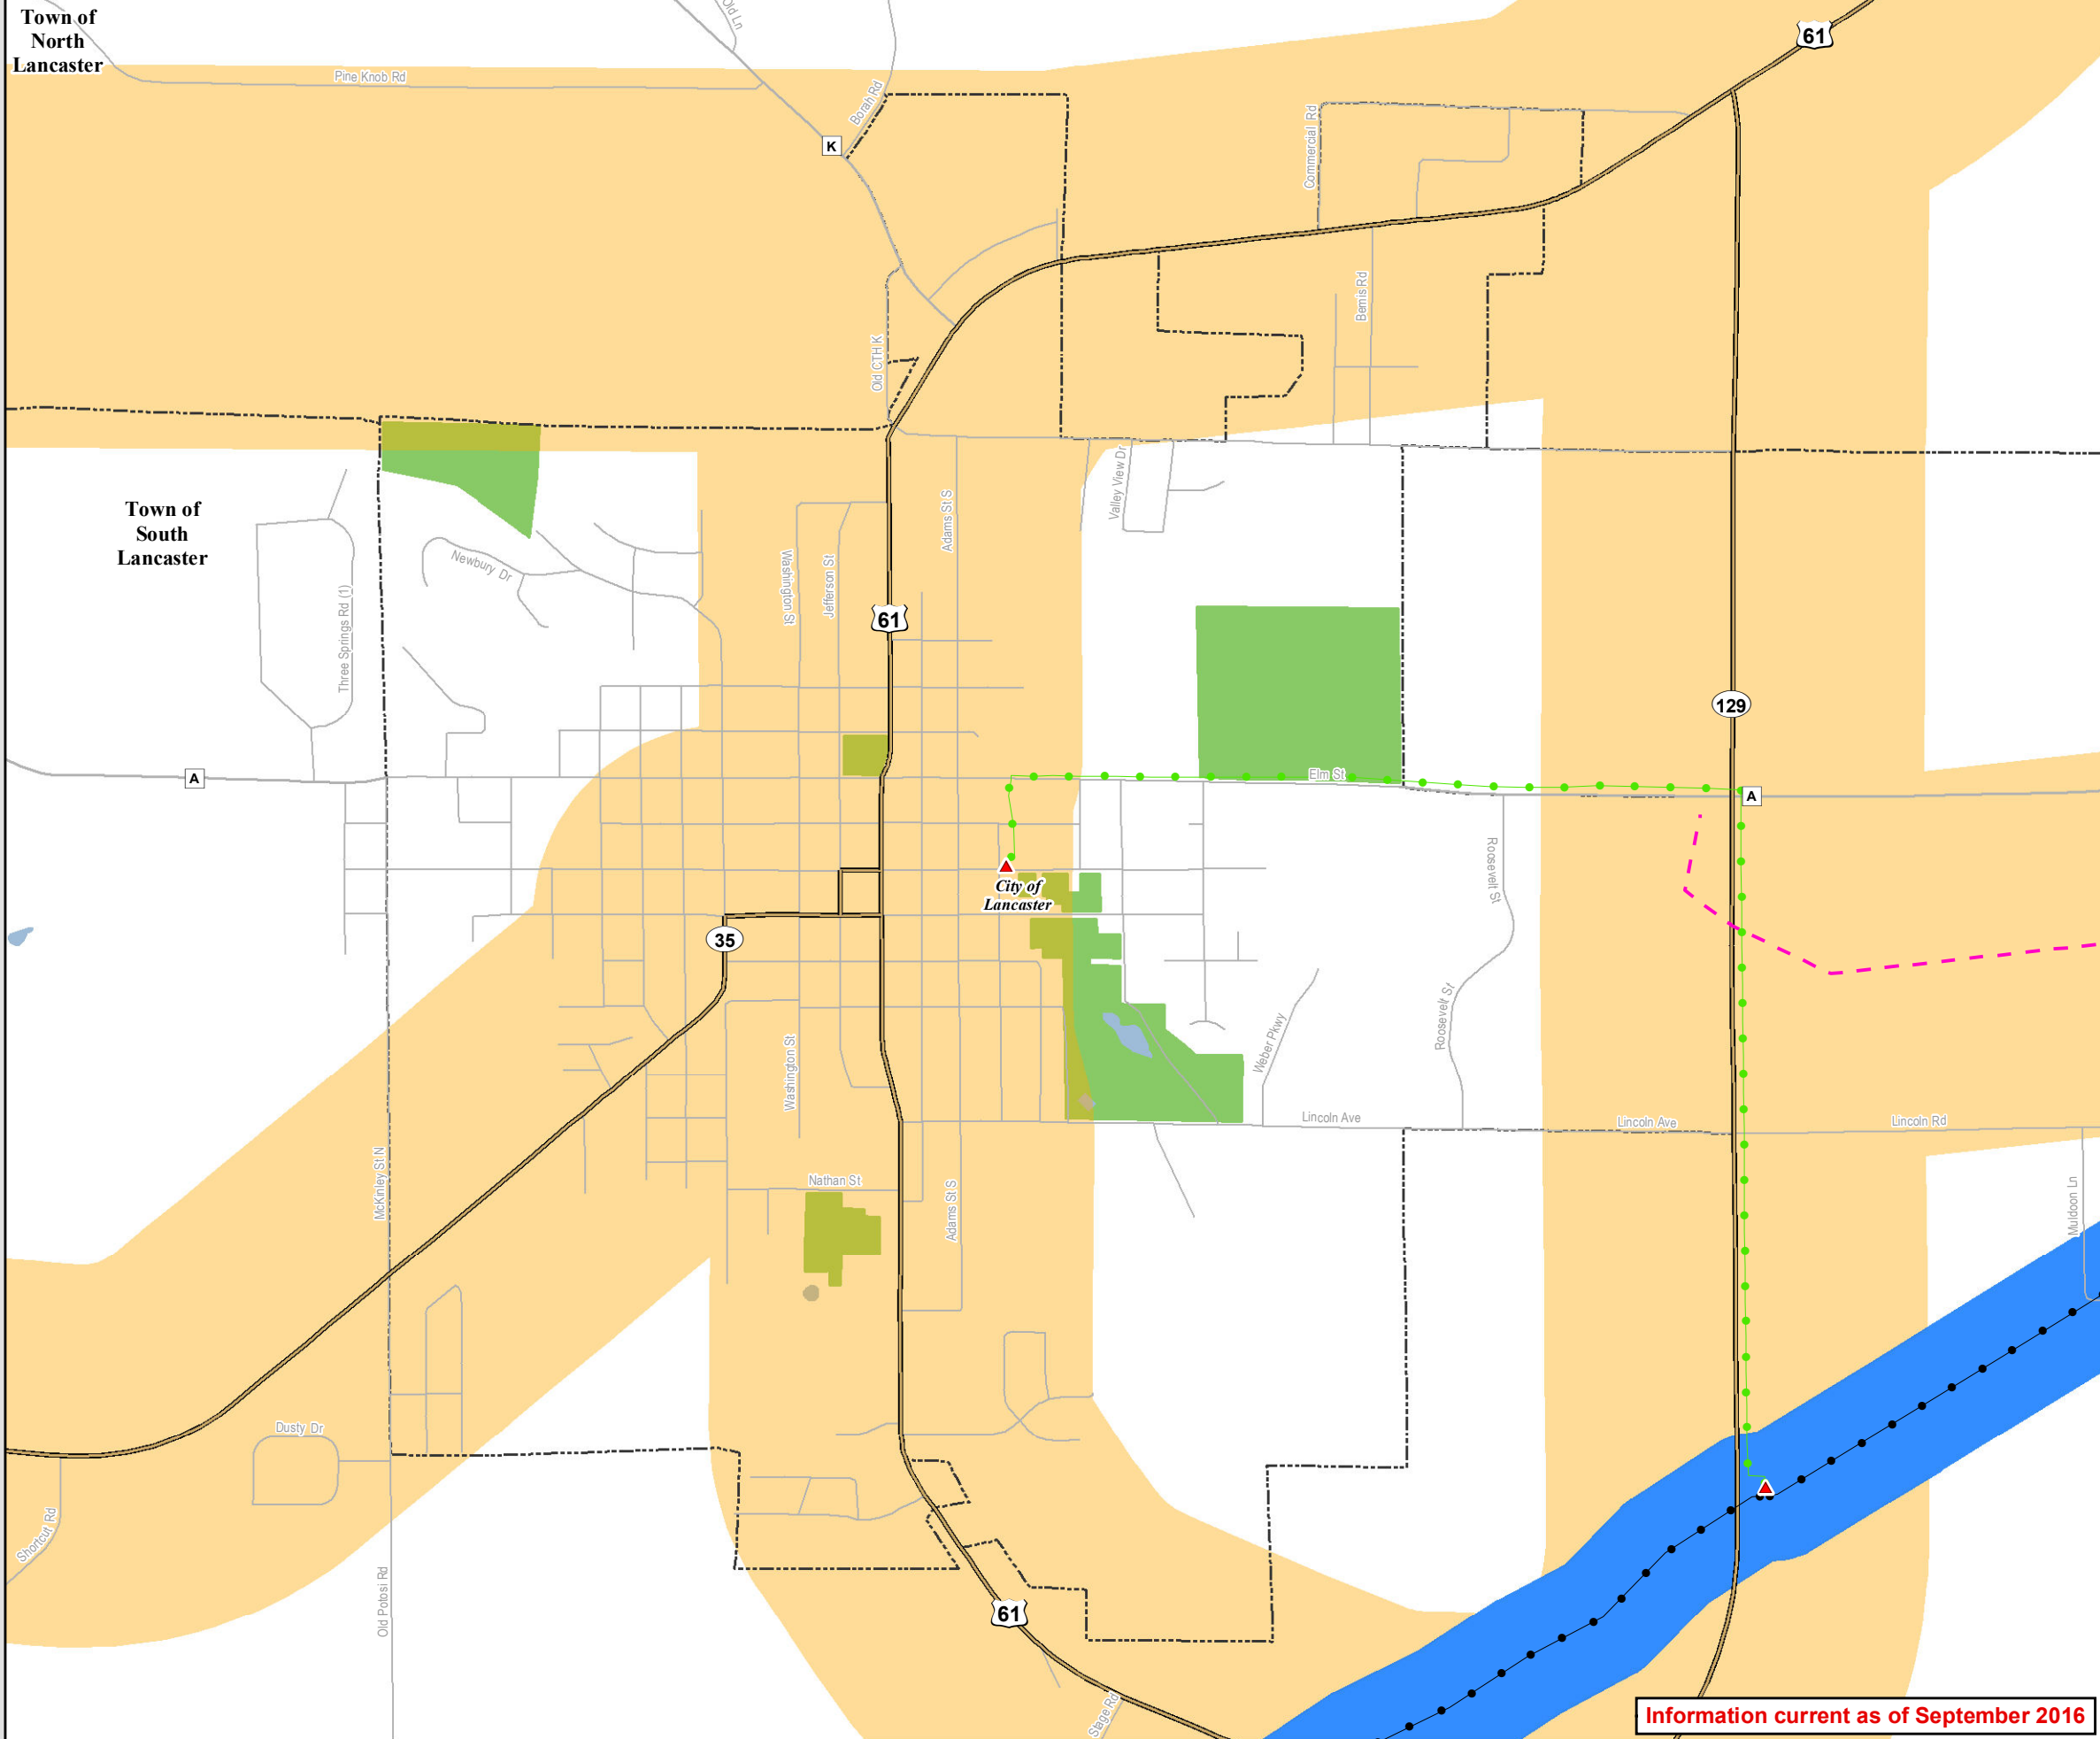 Town of
North
Lancaster
Old Ln
61
Pine Knob Rd
Borah Rd
K
Commercial Rd
Bemis Rd
Old CTH K
Valley View Dr
Adams St S
Town of
South
Lancaster
Newbury Dr
Washington St
Jefferson St
Three Springs Rd (1)
61
129
A
Elm St
A
City of
Lancaster
Roosevelt St
35
Roosevelt St
Weber Pkwy
Washington St
Lincoln Ave
Lincoln Ave
Lincoln Rd
McKinley St N
Nathan St
Adams St S
Muldoon Ln
Dusty Dr
Shortcut Rd
Old Potosi Rd
61
Stage Rd
Information current as of September 2016